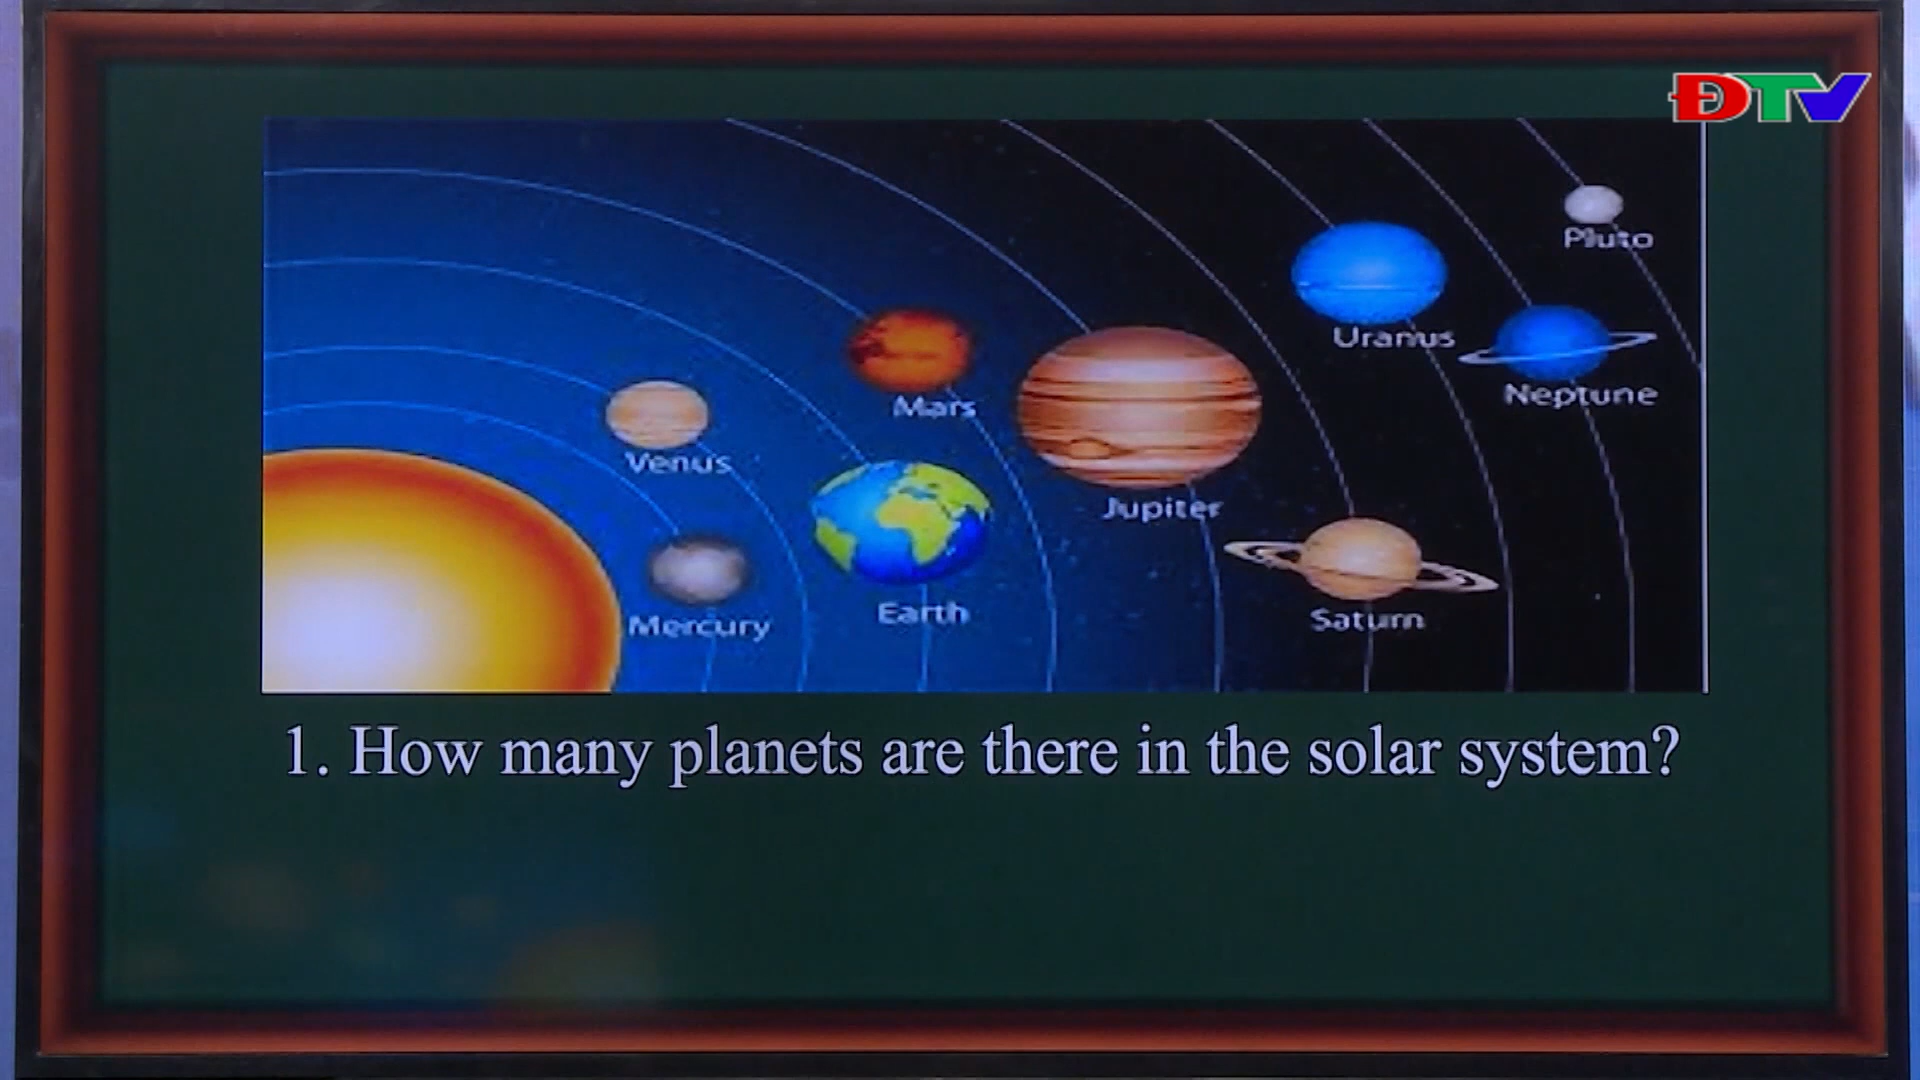 ĐTV
Pluto
Uranus
Neptune
Mars
Venus
Jupiter
Earth
Saturn
Mercury
1. How many planets are there in the solar system?